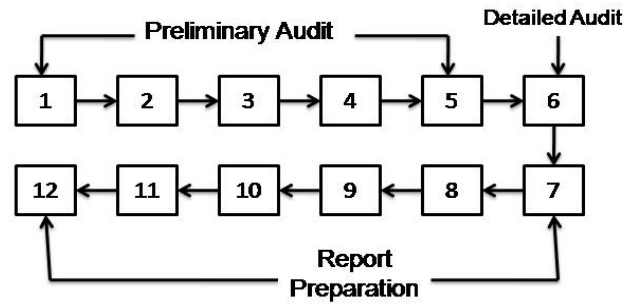 Preliminary Audit
Detailed Audit
1 2 3 4 5 6
12 11 10 9 8 7
Report
Preparation